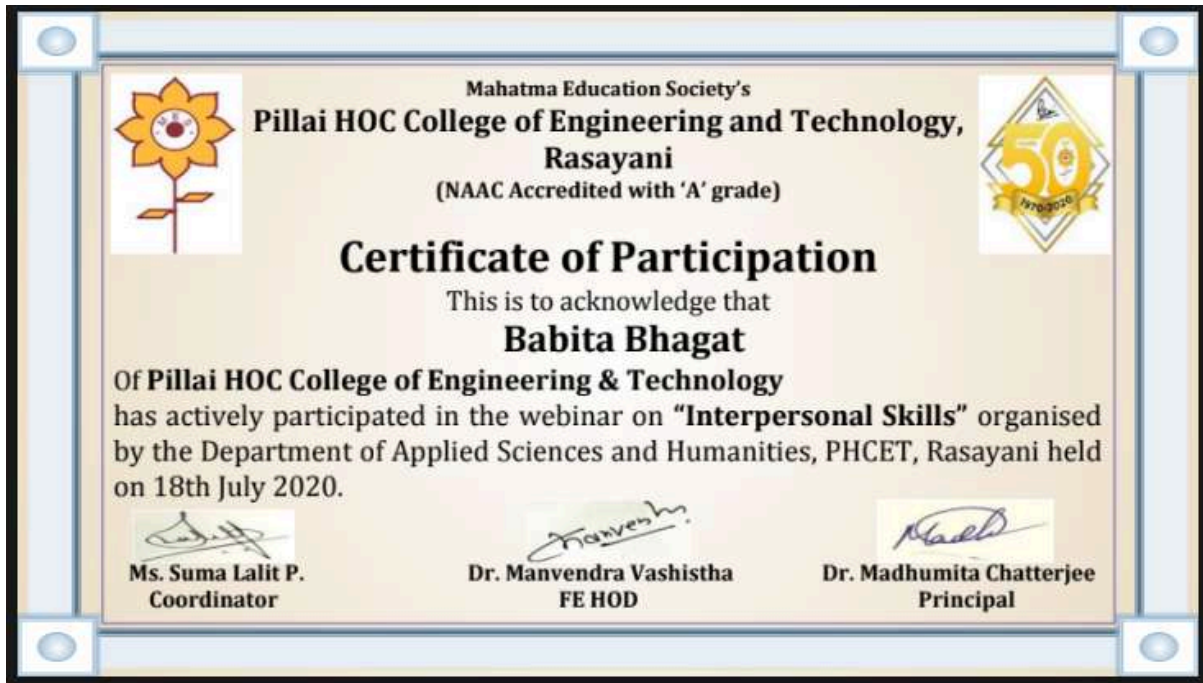 Mahatma Education Society's
Pillai HOC College of Engineering and Technology,
Rasayani
(NAAC Accredited with 'A' grade)
50
1970-2020
Certificate of Participation
This is to acknowledge that
Babita Bhagat
Of Pillai HOC College of Engineering & Technology
has actively participated in the webinar on "Interpersonal Skills" organised
by the Department of Applied Sciences and Humanities, PHCET, Rasayani held
on 18th July 2020.
Ms. Suma Lalit P.
Coordinator
Dr. Manvendra Vashistha
FE HOD
Dr. Madhumita Chatterjee
Principal